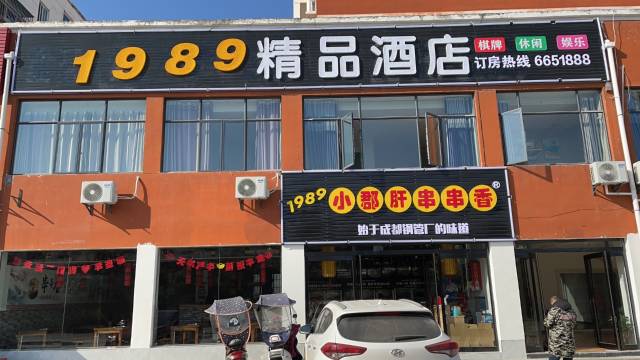 1989 精品酒店
棋牌 休闲 娱乐
订房热线 6651888
1989 小郡肝串串香®
始于成都钢管厂的味道